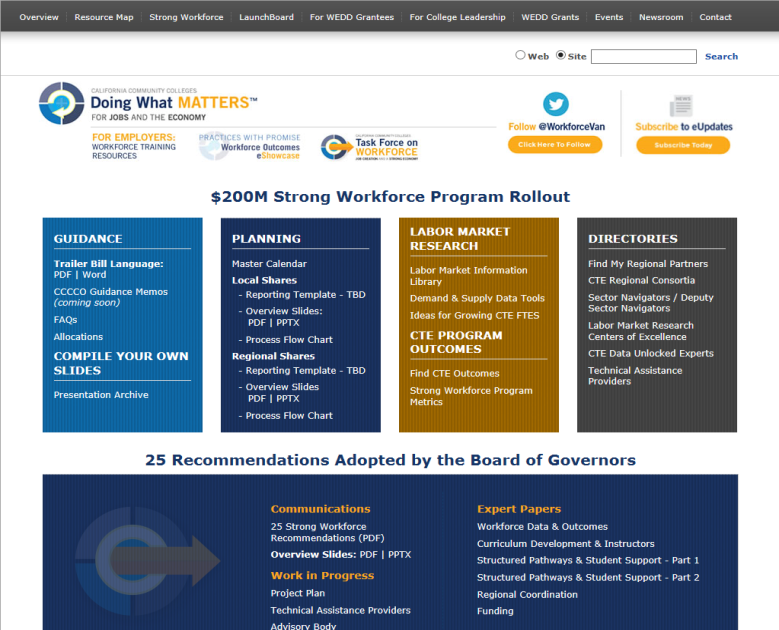 Overview Resource Map Strong Workforce LaunchBoard For WEDD Grantees For College Leadership WEDD Grants Events Newsroom Contact
Web Site Search
CALIFORNIA COMMUNITY COLLEGES
Doing What MATTERS™
FOR JOBS AND THE ECONOMY
FOR EMPLOYERS:
WORKFORCE TRAINING
RESOURCES
PRACTICES WITH PROMISE
Workforce Outcomes
eShowcase
CALIFORNIA COMMUNITY COLLEGES
Task Force on
WORKFORCE
JOB CREATION AND A STRONG ECONOMY
Follow @WorkforceVan
Click Here To Follow
NEWS
Subscribe to eUpdates
Subscribe Today
$200M Strong Workforce Program Rollout
GUIDANCE
Trailer Bill Language:
PDF | Word
CCCCO Guidance Memos
(coming soon)
FAQs
Allocations
COMPILE YOUR OWN
SLIDES
Presentation Archive
PLANNING
Master Calendar
Local Shares
- Reporting Template - TBD
- Overview Slides:
PDF | PPTX
- Process Flow Chart
Regional Shares
- Reporting Template - TBD
- Overview Slides
PDF | PPTX
- Process Flow Chart
LABOR MARKET
RESEARCH
Labor Market Information
Library
Demand & Supply Data Tools
Ideas for Growing CTE FTES
CTE PROGRAM
OUTCOMES
Find CTE Outcomes
Strong Workforce Program
Metrics
DIRECTORIES
Find My Regional Partners
CTE Regional Consortia
Sector Navigators / Deputy
Sector Navigators
Labor Market Research
Centers of Excellence
CTE Data Unlocked Experts
Technical Assistance
Providers
25 Recommendations Adopted by the Board of Governors
Communications
25 Strong Workforce
Recommendations (PDF)
Overview Slides: PDF | PPTX
Work in Progress
Project Plan
Technical Assistance Providers
Advisory Body
Expert Papers
Workforce Data & Outcomes
Curriculum Development & Instructors
Structured Pathways & Student Support - Part 1
Structured Pathways & Student Support - Part 2
Regional Coordination
Funding